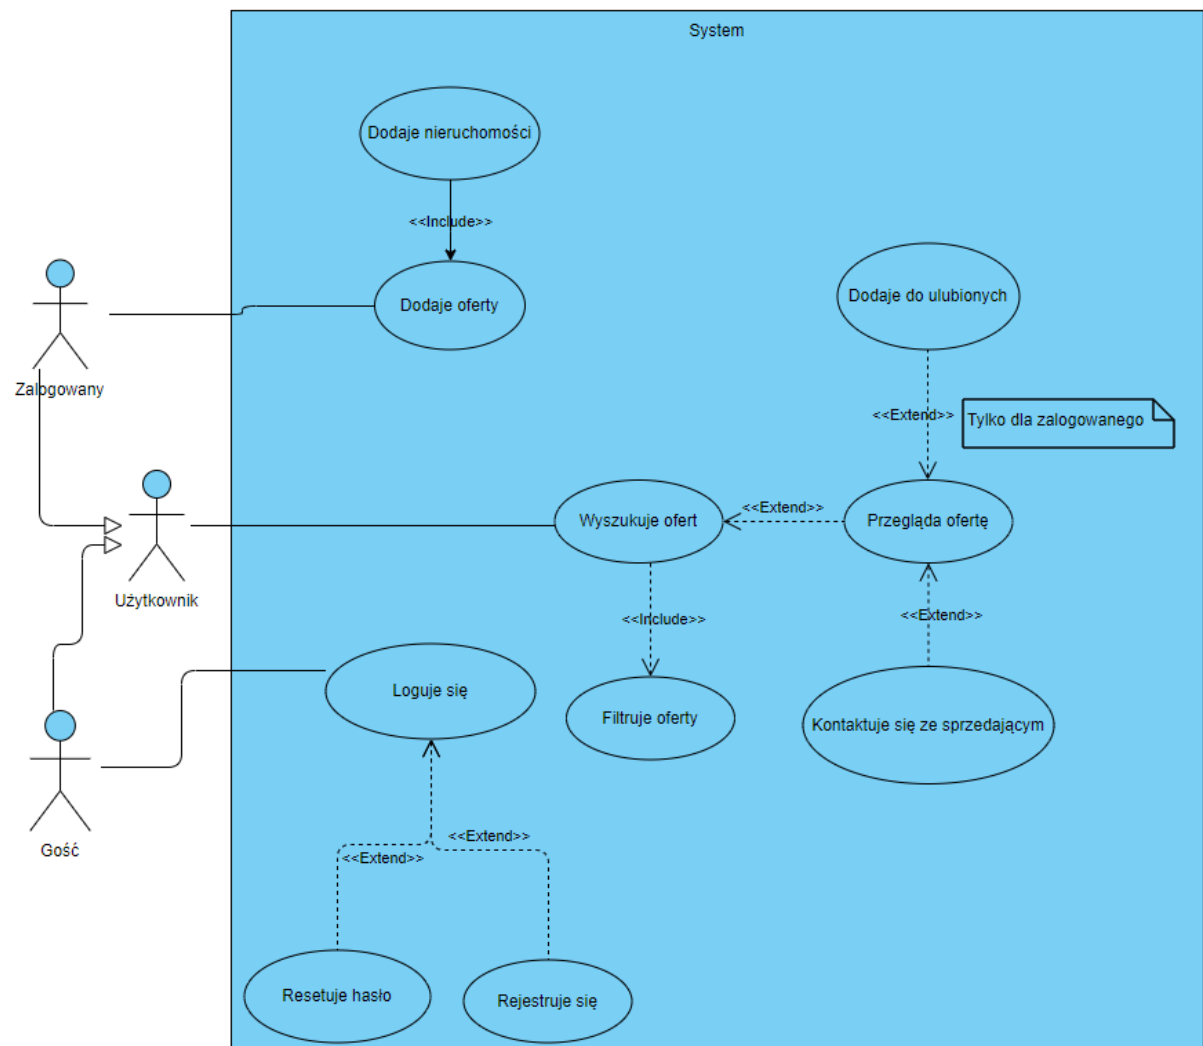 System
Dodaje nieruchomości
<<Include>>
Dodaje oferty
Dodaje do ulubionych
Zalogowany
<<Extend>>
Tylko dla zalogowanego
<<Extend>>
Wyszukuje ofert
Przegląda ofertę
Użytkownik
<<Include>>
<<Extend>>
Loguje się
Filtruje oferty
Kontaktuje się ze sprzedającym
Gość
<<Extend>>
<<Extend>>
Resetuje hasło
Rejestruje się